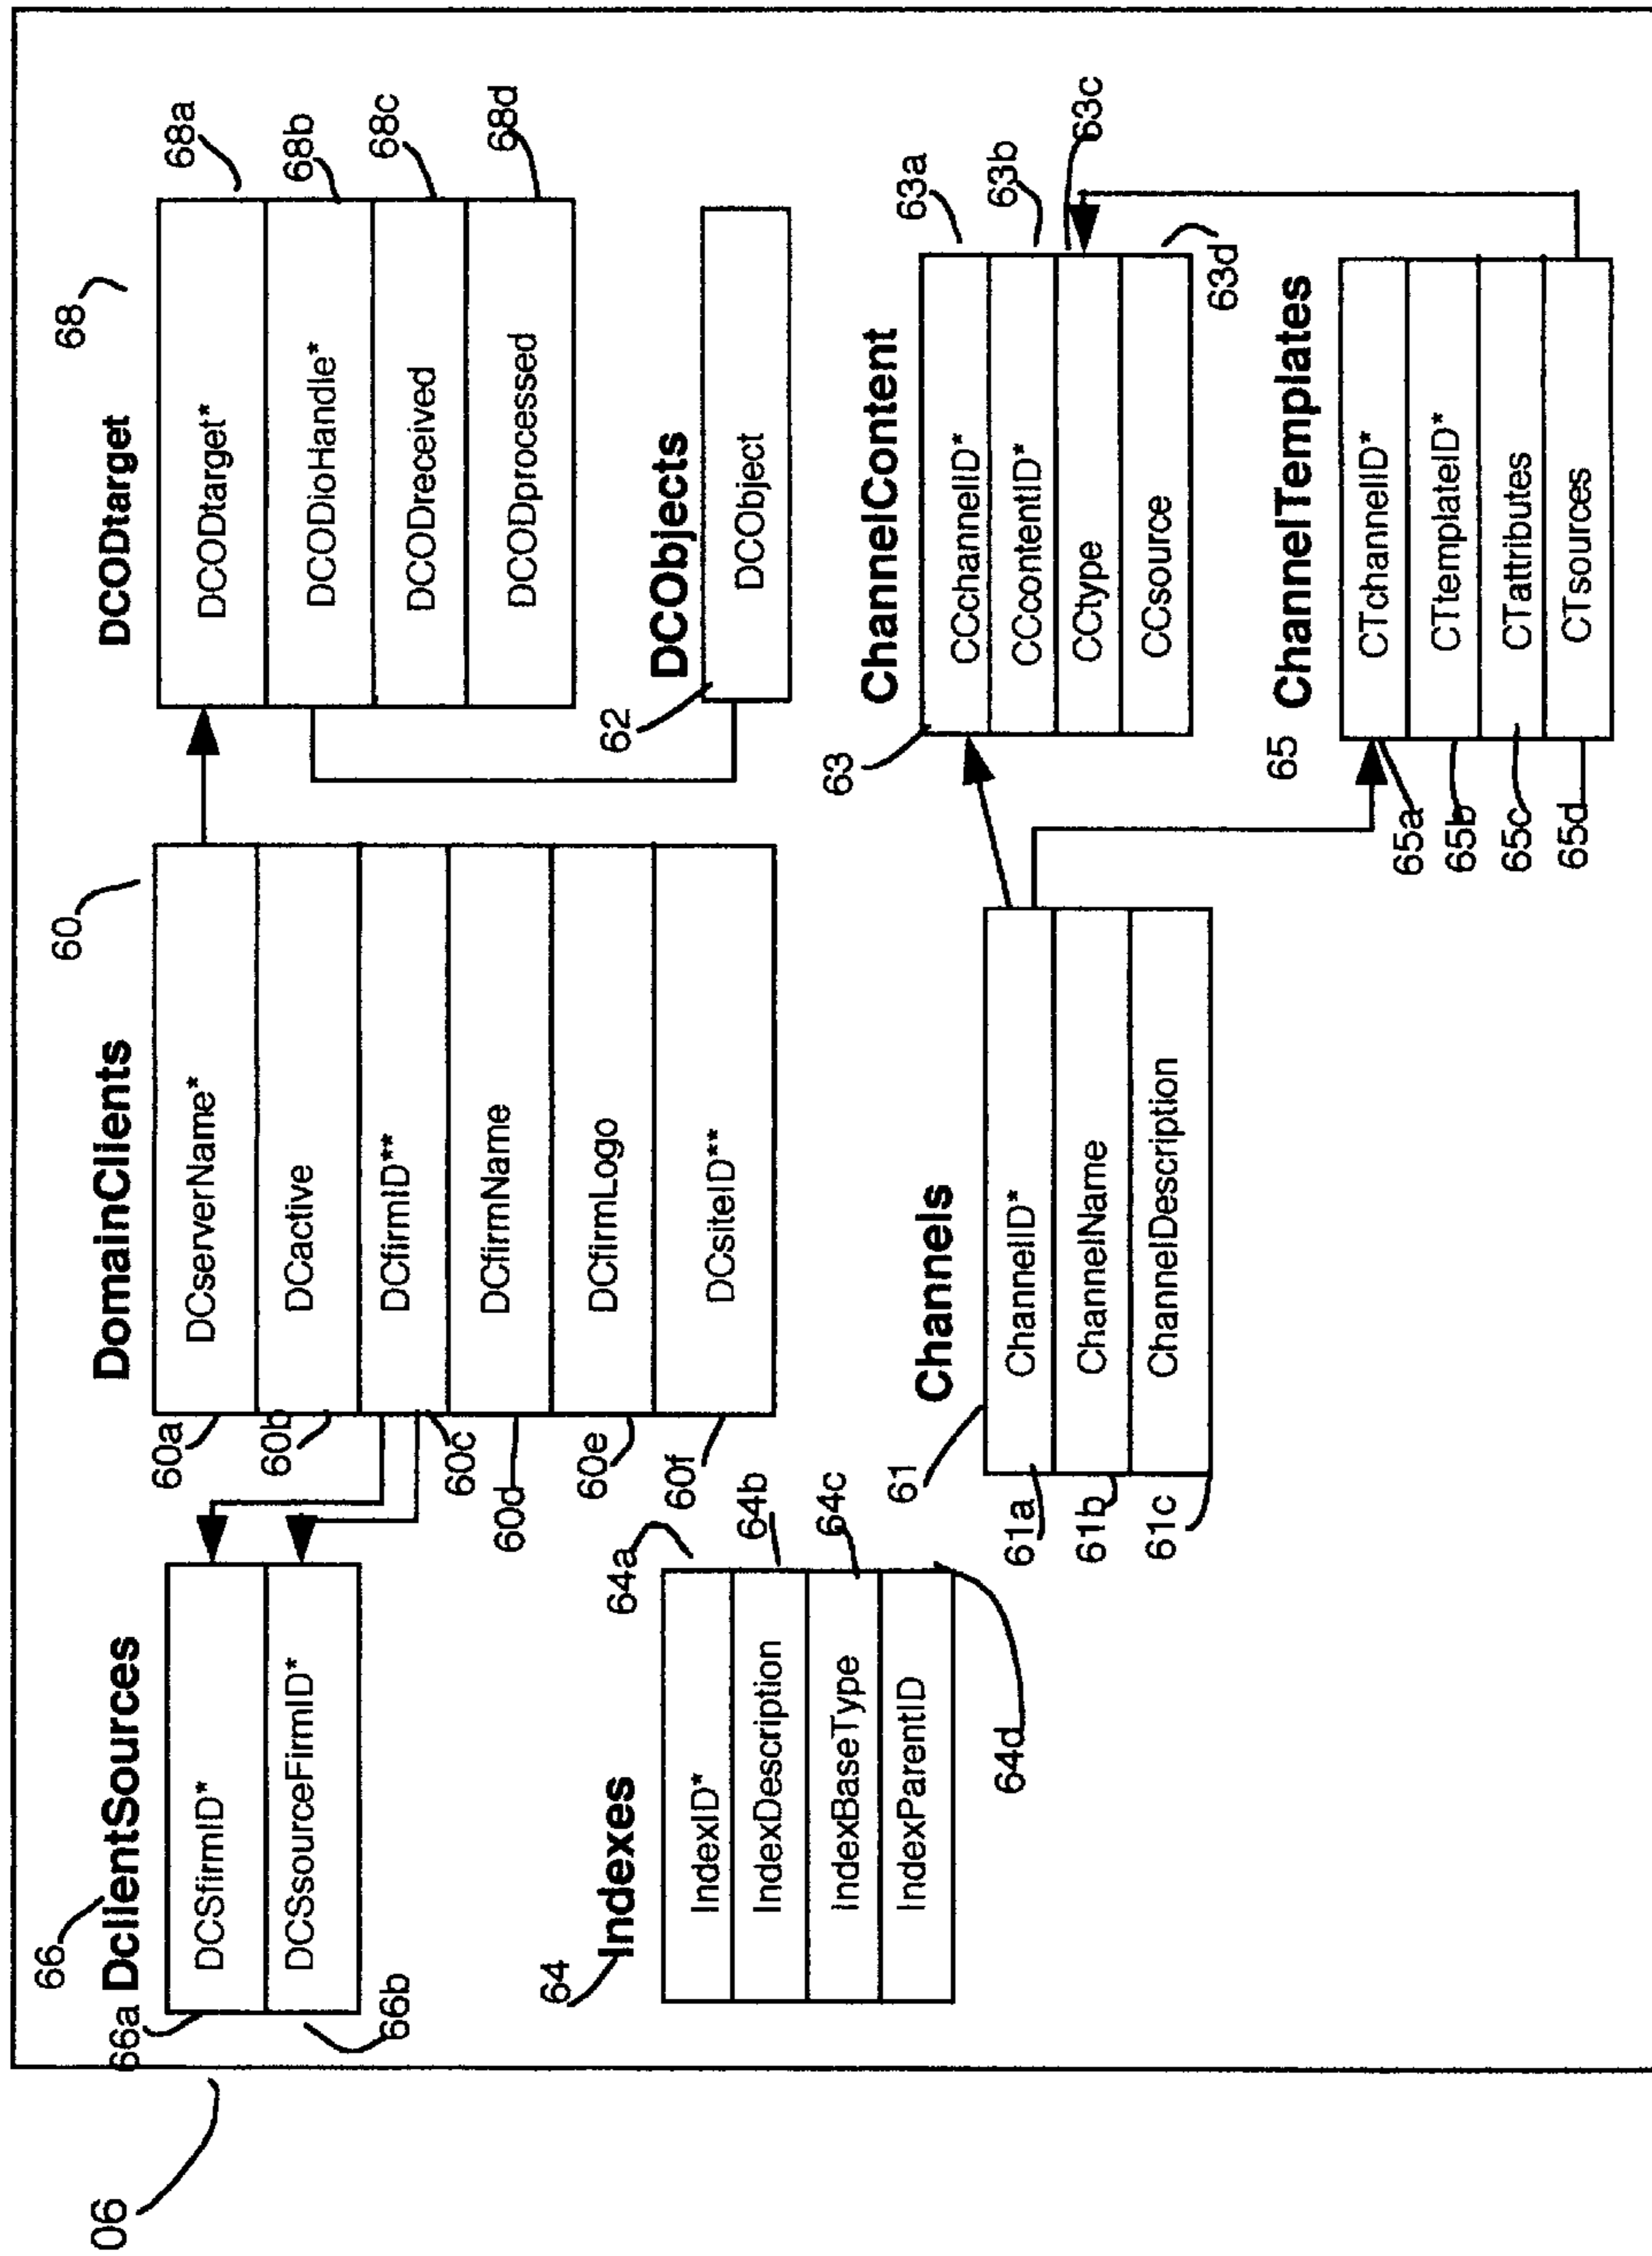 06
66
DclientSources
66a
DCSfirmID*
DCSsourceFirmID*
66b
DomainClients
60
60a
DCserverName*
60b
DCactive
60c
DCfirmID**
60d
DCfirmName
60e
DCfirmLogo
60f
DCsiteID**
DCODtarget
68
DCODtarget*
68a
DCODioHandle*
68b
DCODreceived
68c
DCODprocessed
68d
DCObjects
62
DCObject
64
Indexes
64a
IndexID*
64b
IndexDescription
64c
IndexBaseType
IndexParentID
64d
Channels
61
61a
ChannelID*
61b
ChannelName
61c
ChannelDescription
ChannelContent
63
CCchannelID*
63a
CCcontentID*
63b
CCtype
63c
CCsource
63d
65
ChannelTemplates
65a
CTchannelID*
65b
CTtemplateID*
65c
CTattributes
65d
CTsources